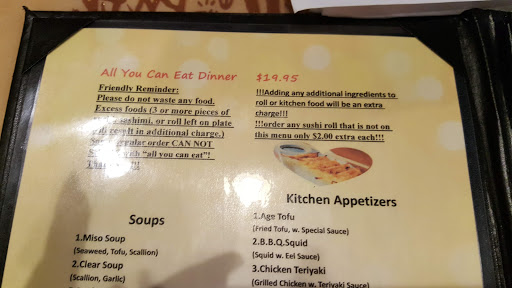 All You Can Eat Dinner $19.95
Friendly Reminder:
Please do not waste any food.
Excess foods (3 or more pieces of
sashimi, or roll left on plate
result in additional charge.)
order CAN NOT
with "all you can eat"!
!!!Adding any additional ingredients to
roll or kitchen food will be an extra
charge!!!
!!!order any sushi roll that is not on
this menu only $2.00 extra each!!!
Soups
1.Miso Soup
(Seaweed, Tofu, Scallion)
2.Clear Soup
(Scallion, Garlic)
Kitchen Appetizers
1.Age Tofu
(Fried Tofu, w. Special Sauce)
2.B.B.Q.Squid
(Squid w. Eel Sauce)
3.Chicken Teriyaki
(Grilled Chicken w. Teriyaki Sauce)